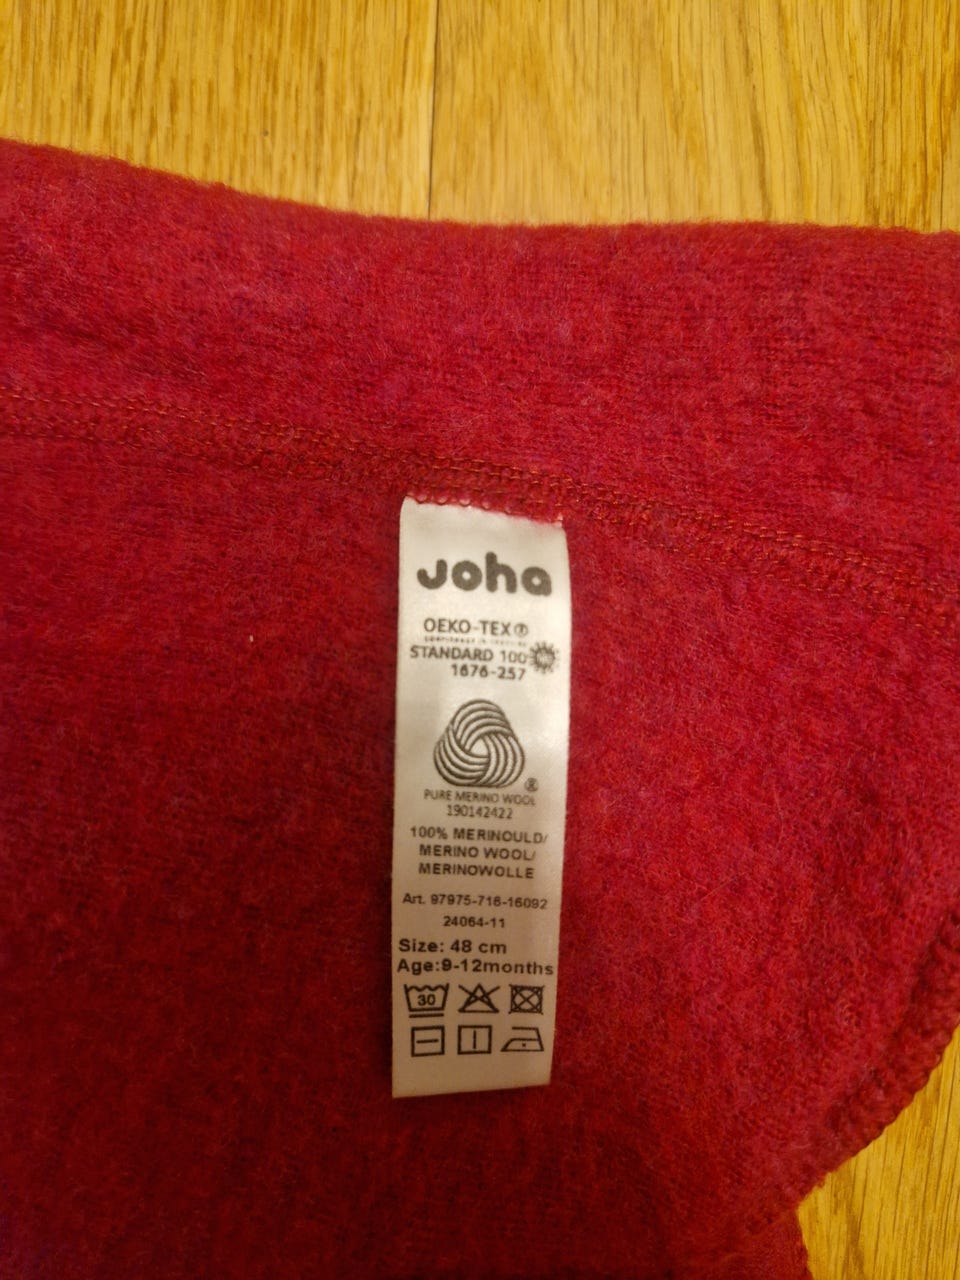 Joha
OEKO-TEX®
STANDARD 100
1676-257
®
PURE MERINO WOOL
190142422
100% MERINOULD/
MERINO WOOL/
MERINOWOLLE
Art. 97975-716-16092
24064-11
Size: 48 cm
Age:9-12months
30